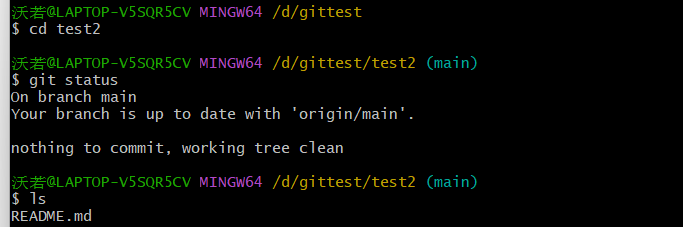 沃若@LAPTOP-V5SQR5CV MINGW64 /d/gittest
$ cd test2
沃若@LAPTOP-V5SQR5CV MINGW64 /d/gittest/test2 (main)
$ git status
On branch main
Your branch is up to date with 'origin/main'.
nothing to commit, working tree clean
沃若@LAPTOP-V5SQR5CV MINGW64 /d/gittest/test2 (main)
$ ls
README.md